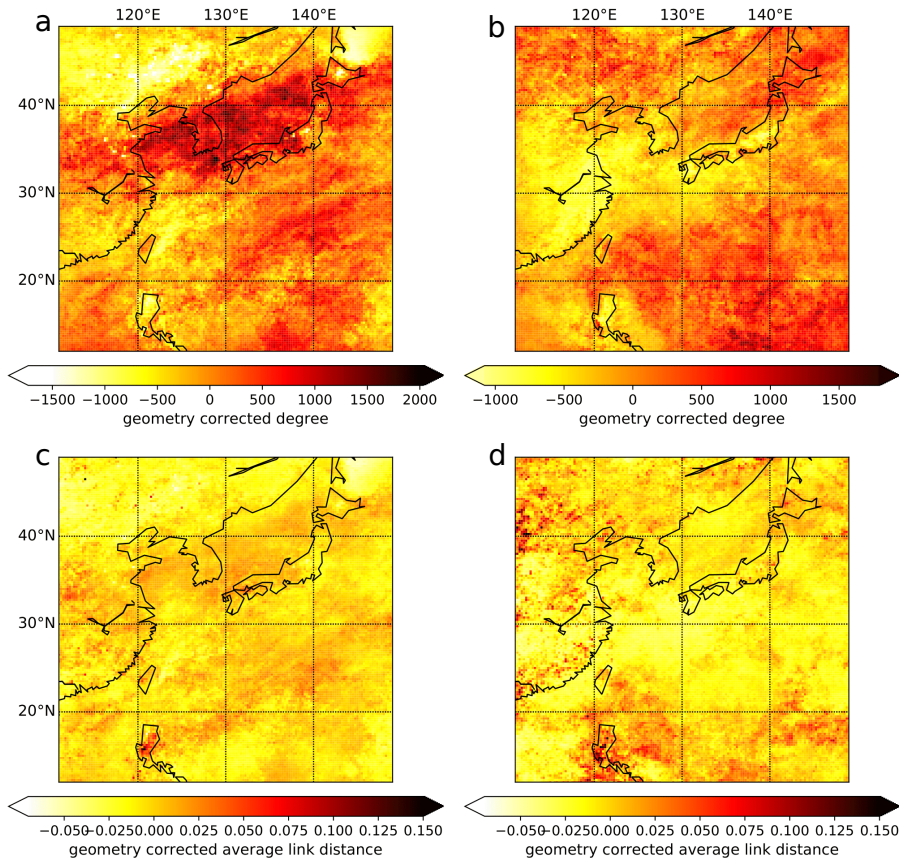 a
120°E 130°E 140°E
b
120°E 130°E 140°E
40°N
30°N
20°N
−1500 −1000 −500 0 500 1000 1500 2000
geometry corrected degree
−1000 −500 0 500 1000 1500
geometry corrected degree
c
d
40°N
30°N
20°N
−0.050 −0.025 0.000 0.025 0.050 0.075 0.100 0.125 0.150
geometry corrected average link distance
−0.050 −0.025 0.000 0.025 0.050 0.075 0.100 0.125 0.150
geometry corrected average link distance